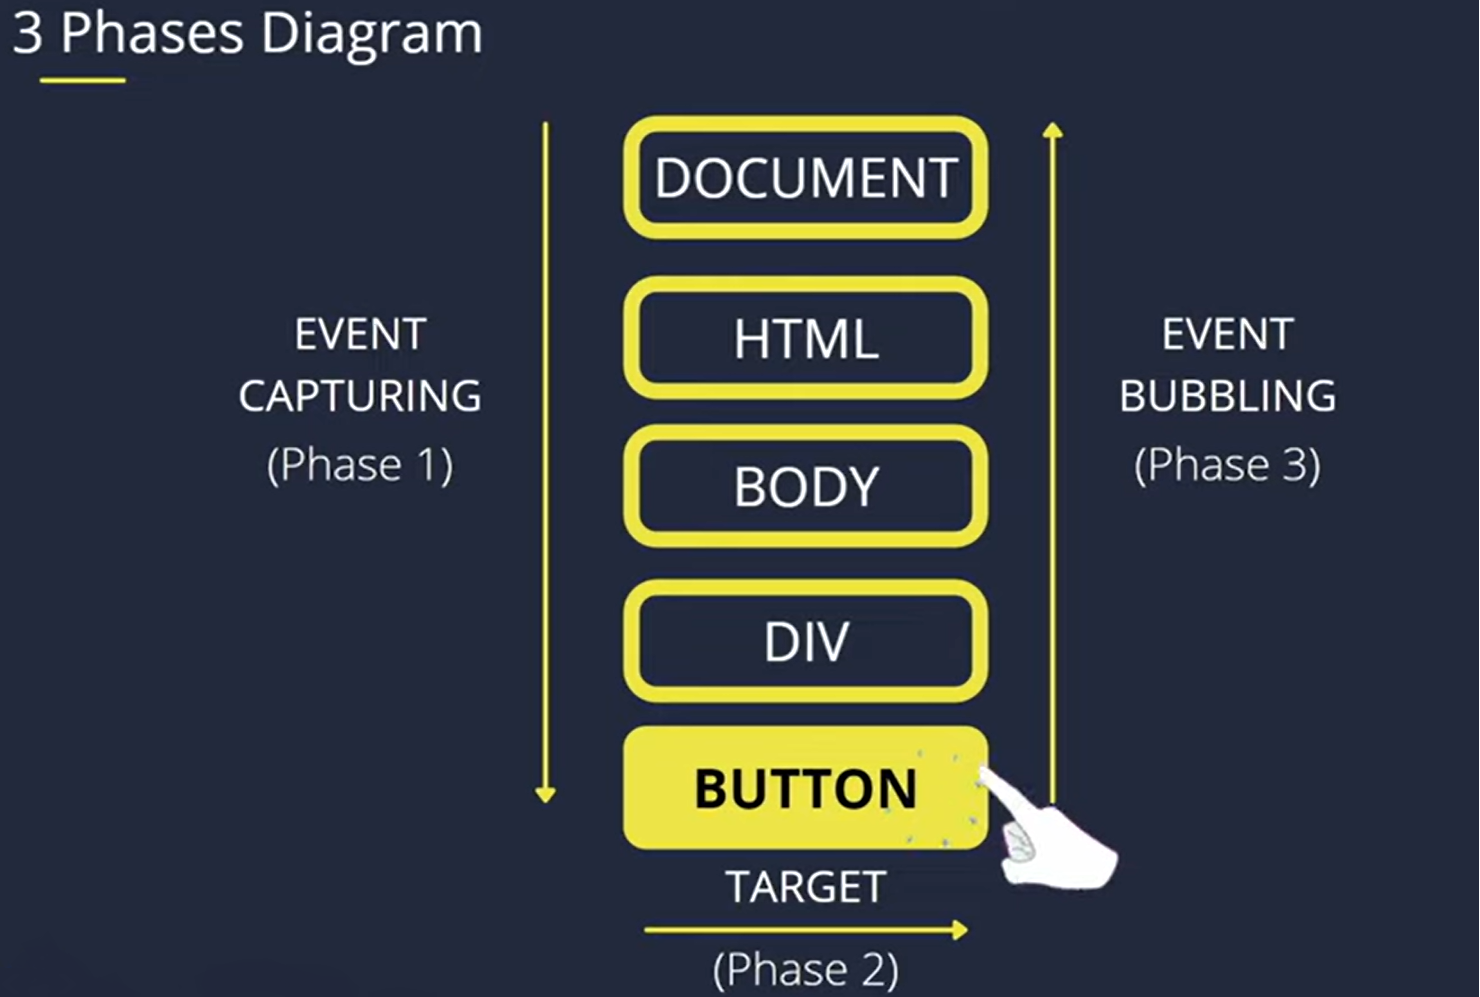 3 Phases Diagram
DOCUMENT
HTML
BODY
DIV
BUTTON
EVENT
CAPTURING
(Phase 1)
EVENT
BUBBLING
(Phase 3)
TARGET
(Phase 2)